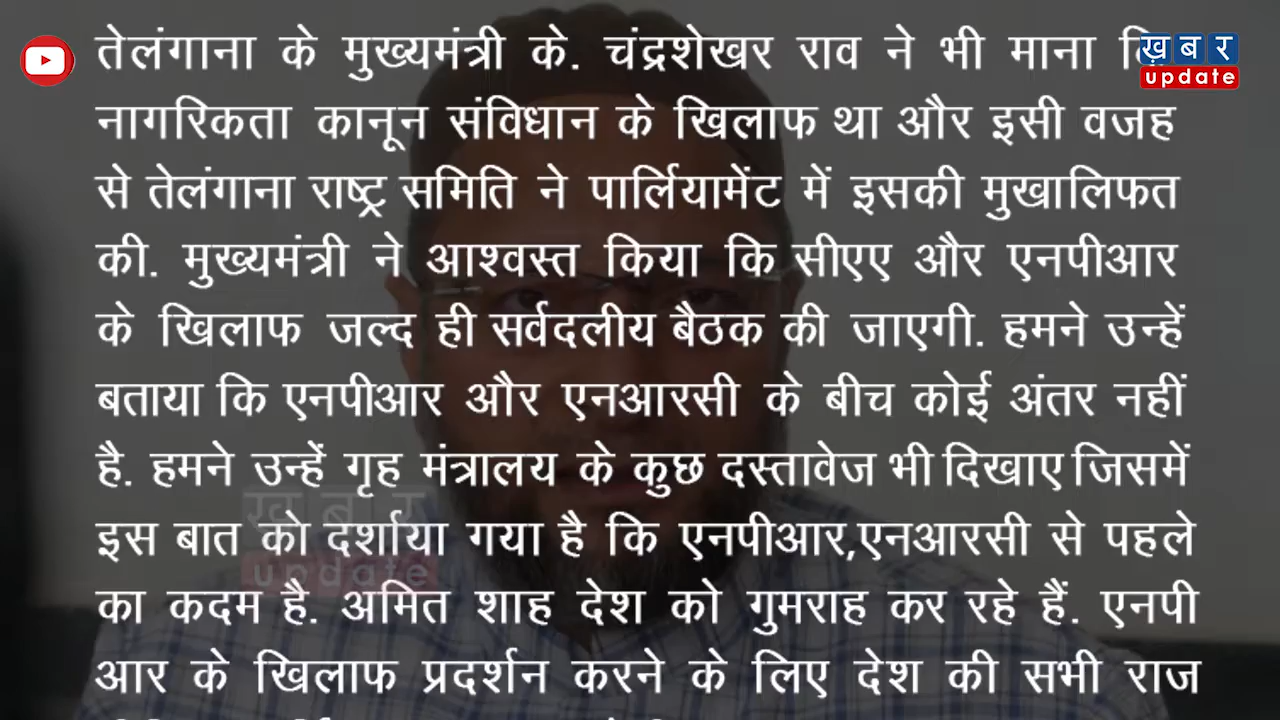 तेलंगाना के मुख्यमंत्री के. चंद्रशेखर राव ने भी माना
ख़बर
update
नागरिकता कानून संविधान के खिलाफ था और इसी वजह
से तेलंगाना राष्ट्र समिति ने पार्लियामेंट में इसकी मुखालिफत
की. मुख्यमंत्री ने आश्वस्त किया कि सीएए और एनपीआर
के खिलाफ जल्द ही सर्वदलीय बैठक की जाएगी. हमने उन्हें
बताया कि एनपीआर और एनआरसी के बीच कोई अंतर नहीं
है. हमने उन्हें गृह मंत्रालय के कुछ दस्तावेज भी दिखाए जिसमें
ख़बर
इस बात को दर्शाया गया है कि एनपीआर,एनआरसी से पहले
update
का कदम है. अमित शाह देश को गुमराह कर रहे हैं. एनपी
आर के खिलाफ प्रदर्शन करने के लिए देश की सभी राज